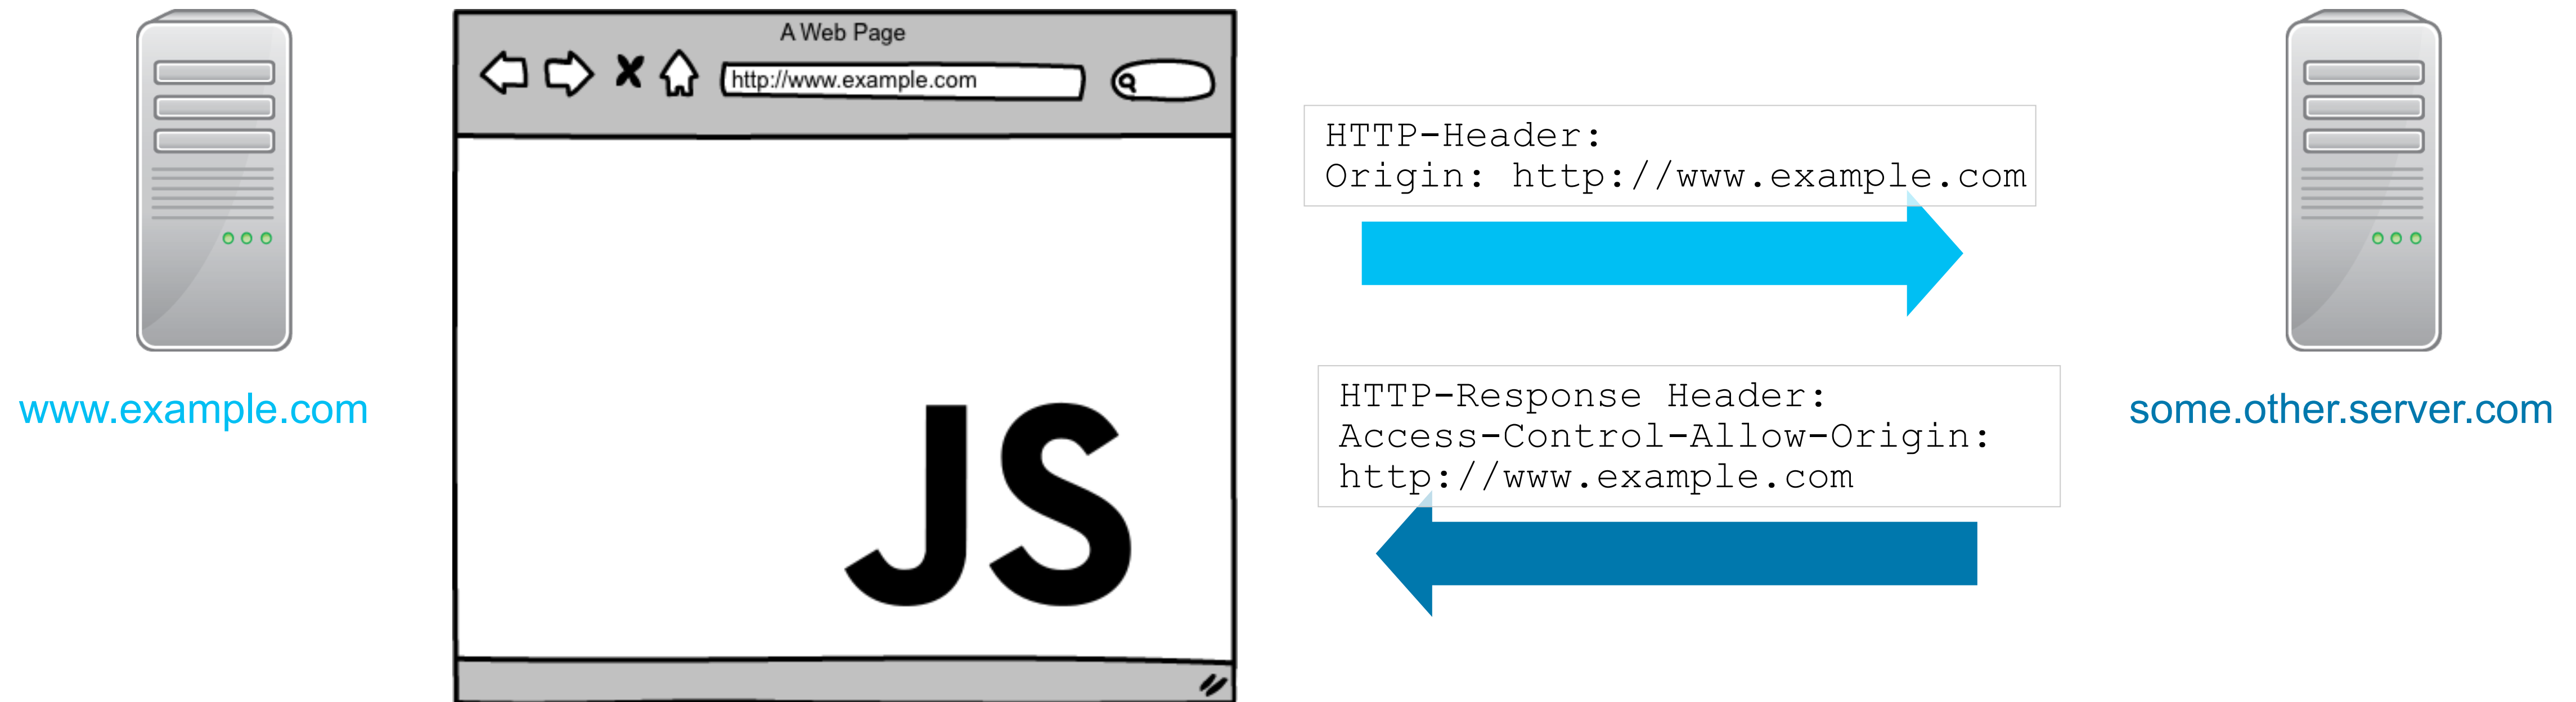 A Web Page
http://www.example.com
HTTP-Header:
Origin: http://www.example.com
JS
HTTP-Response Header:
Access-Control-Allow-Origin:
http://www.example.com
www.example.com
some.other.server.com